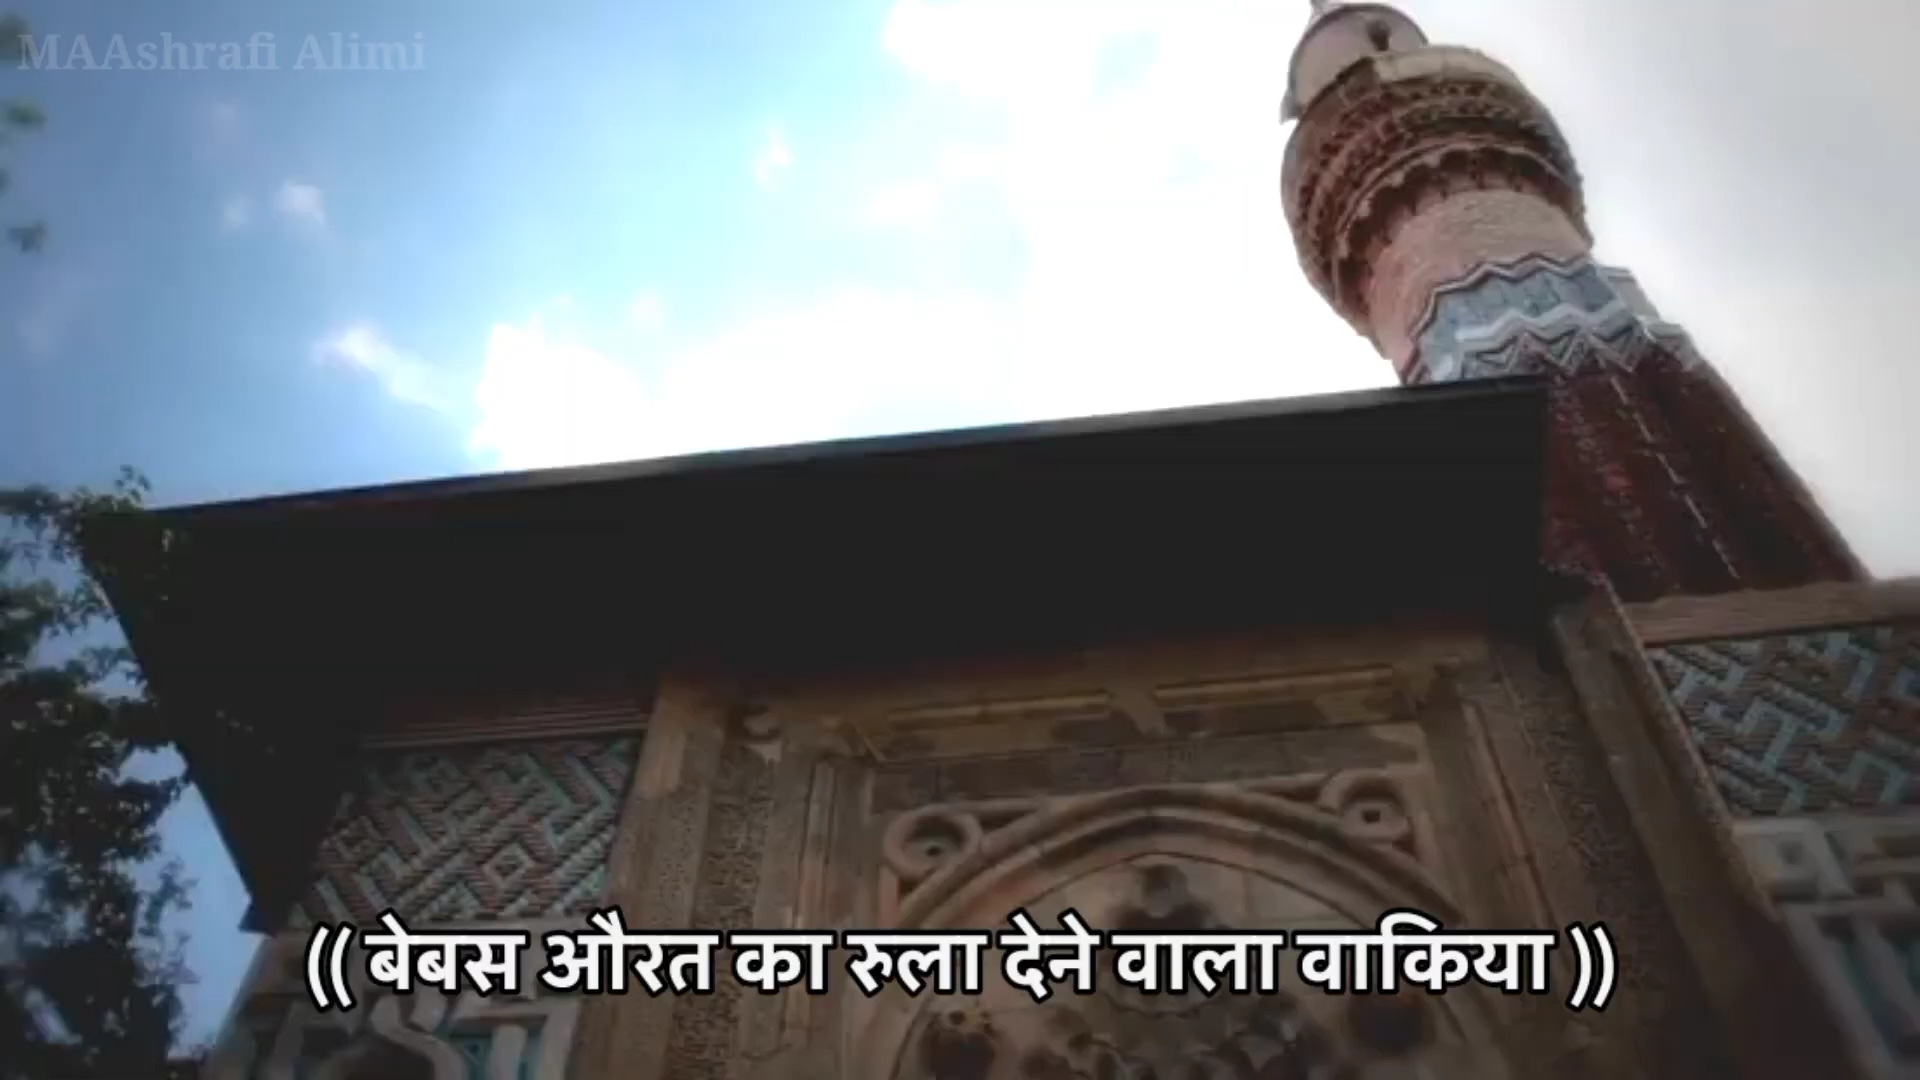 MAAshrafi Alimi
(( बेबस औरत का रुला देने वाला वाकिया ))